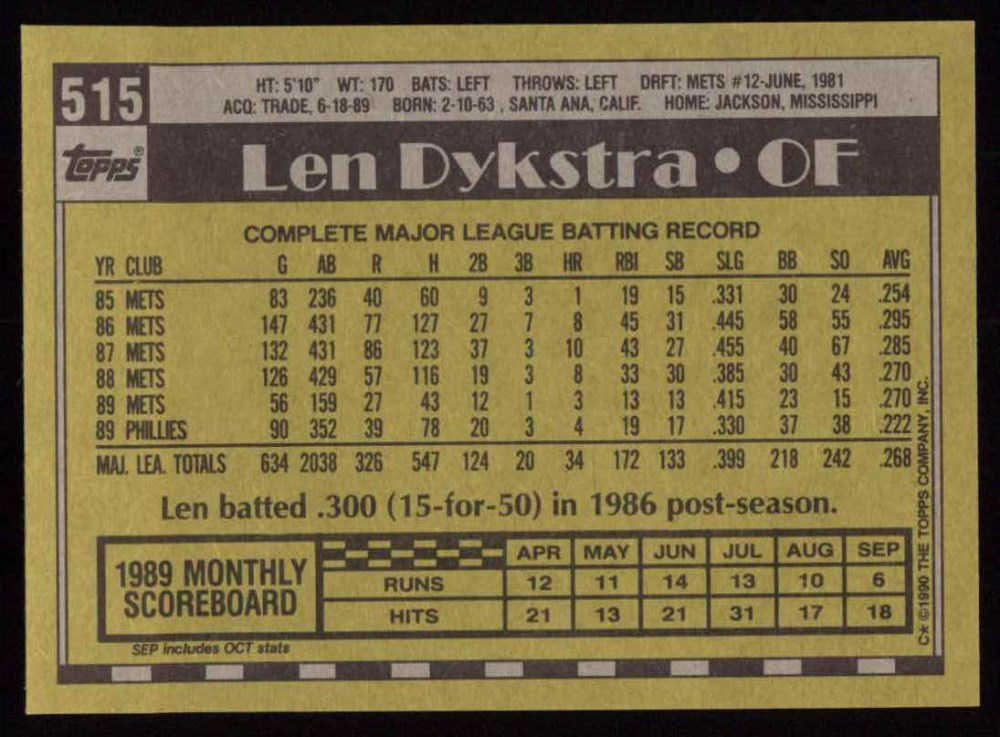 515
HT: 5'10" WT: 170 BATS: LEFT THROWS: LEFT DRFT: METS #12-JUNE, 1981
ACQ: TRADE, 6-18-89 BORN: 2-10-63 , SANTA ANA, CALIF. HOME: JACKSON, MISSISSIPPI
Topps®
Len Dykstra • OF
COMPLETE MAJOR LEAGUE BATTING RECORD
YR CLUB G AB R H 2B 3B HR RBI SB SLG BB SO AVG
85 METS 83 236 40 60 9 3 1 19 15 .331 30 24 .254
86 METS 147 431 77 127 27 7 8 45 31 .445 58 55 .295
87 METS 132 431 86 123 37 3 10 43 27 .455 40 67 .285
88 METS 126 429 57 116 19 3 8 33 30 .385 30 43 .270
89 METS 56 159 27 43 12 1 3 13 13 .415 23 15 .270
89 PHILLIES 90 352 39 78 20 3 4 19 17 .330 37 38 .222
MAJ. LEA. TOTALS 634 2038 326 547 124 20 34 172 133 .399 218 242 .268
Len batted .300 (15-for-50) in 1986 post-season.
1989 MONTHLY
SCOREBOARD
APR MAY JUN JUL AUG SEP
RUNS 12 11 14 13 10 6
HITS 21 13 21 31 17 18
SEP includes OCT stats
C* ©1990 THE TOPPS COMPANY, INC.